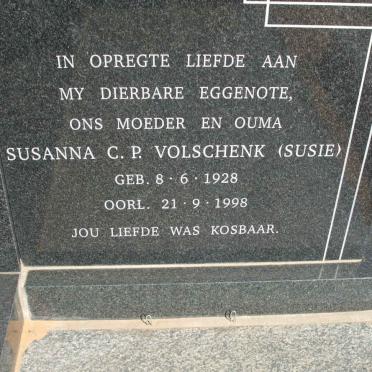 IN OPREGTE LIEFDE AAN
MY DIERBARE EGGENOTE,
ONS MOEDER EN OUMA
SUSANNA C. P. VOLSCHENK (SUSIE)
GEB. 8 · 6 · 1928
OORL. 21 · 9 · 1998
JOU LIEFDE WAS KOSBAAR.